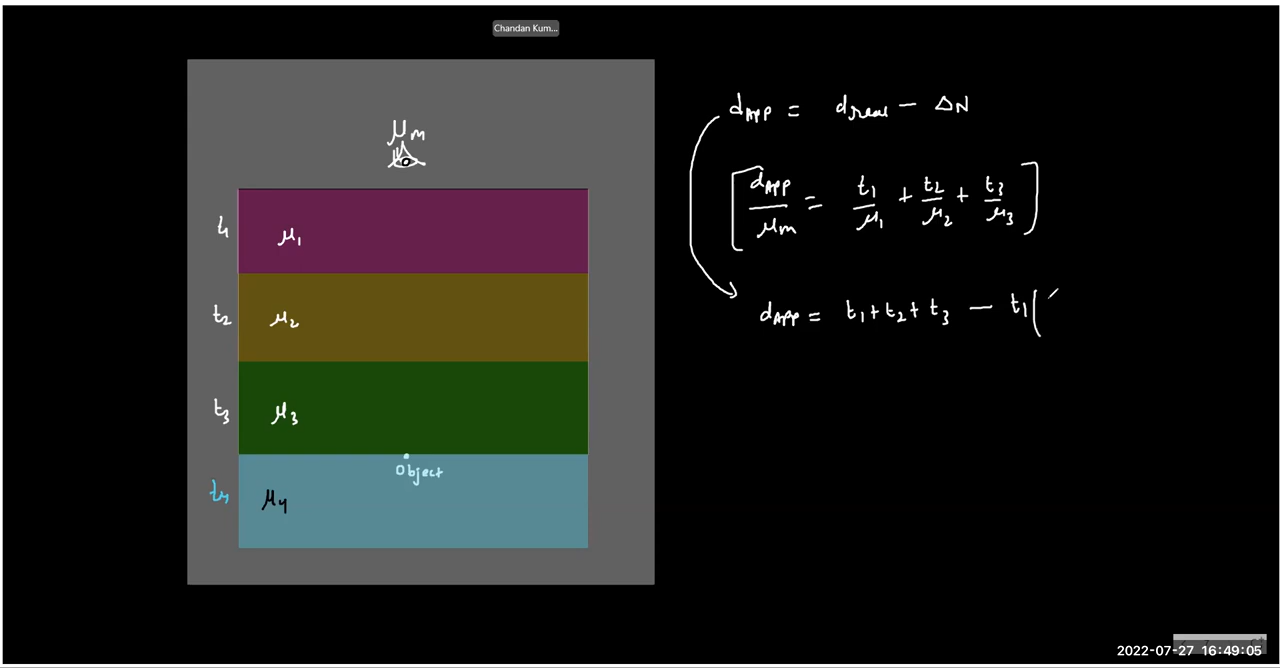 Chandan Kum...
μm
t1 μ1
t2 μ2
t3 μ3
Object
t4 μ4
dApp = dreal - ΔN
[dApp/μm = t1/μ1 + t2/μ2 + t3/μ3]
dApp = t1+t2+t3 - t1(
2022-07-27 16:49:05